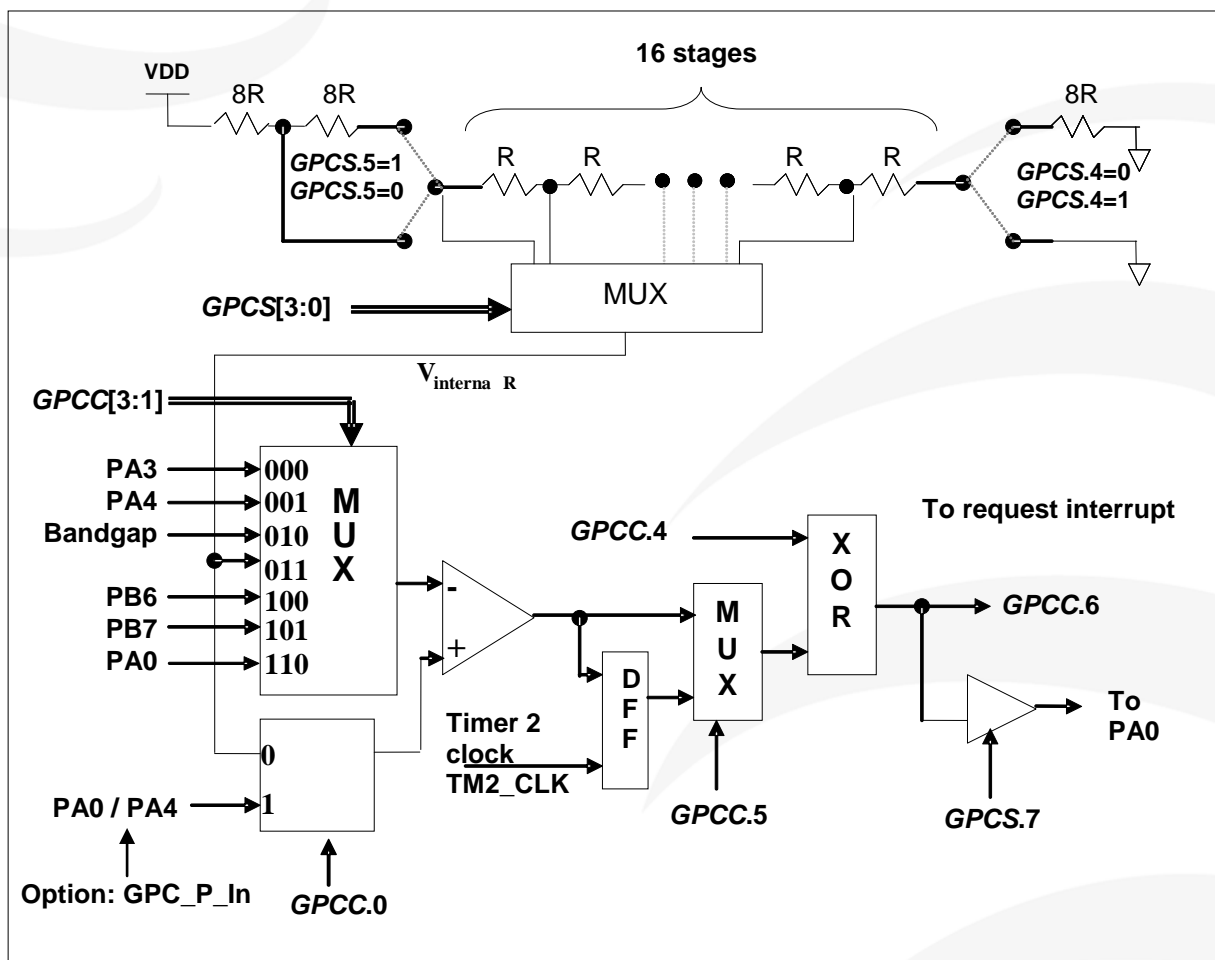 16 stages
VDD
8R
8R
8R
R
R
R
R
GPCS.5=1
GPCS.5=0
GPCS.4=0
GPCS.4=1
MUX
GPCS[3:0]
Vinterna R
GPCC[3:1]
PA3
000
PA4
001
Bandgap
010
011
PB6
100
PB7
101
PA0
110
M
U
X
-
+
To request interrupt
GPCC.4
X
O
R
GPCC.6
M
U
X
D
F
F
Timer 2
clock
TM2_CLK
To
PA0
0
1
PA0 / PA4
GPCC.5
GPCS.7
Option: GPC_P_In
GPCC.0